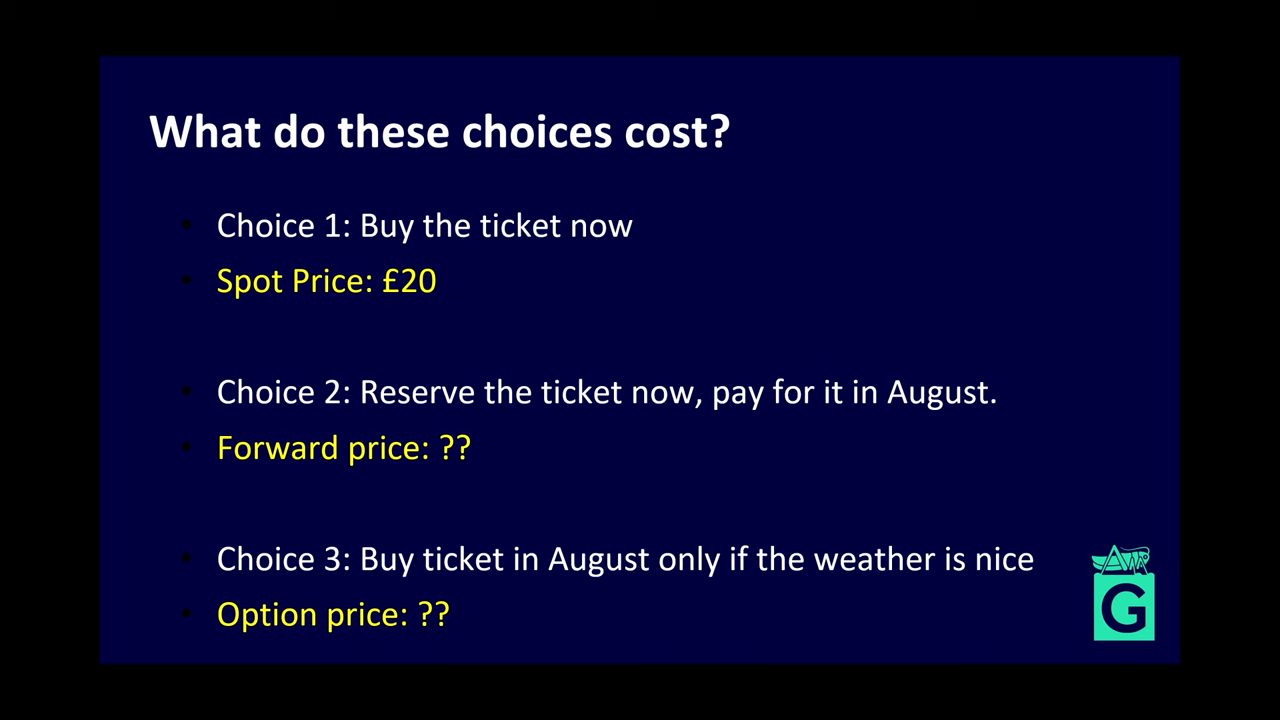 What do these choices cost?
Choice 1: Buy the ticket now
Spot Price: £20
Choice 2: Reserve the ticket now, pay for it in August.
Forward price: ??
Choice 3: Buy ticket in August only if the weather is nice
Option price: ??
G